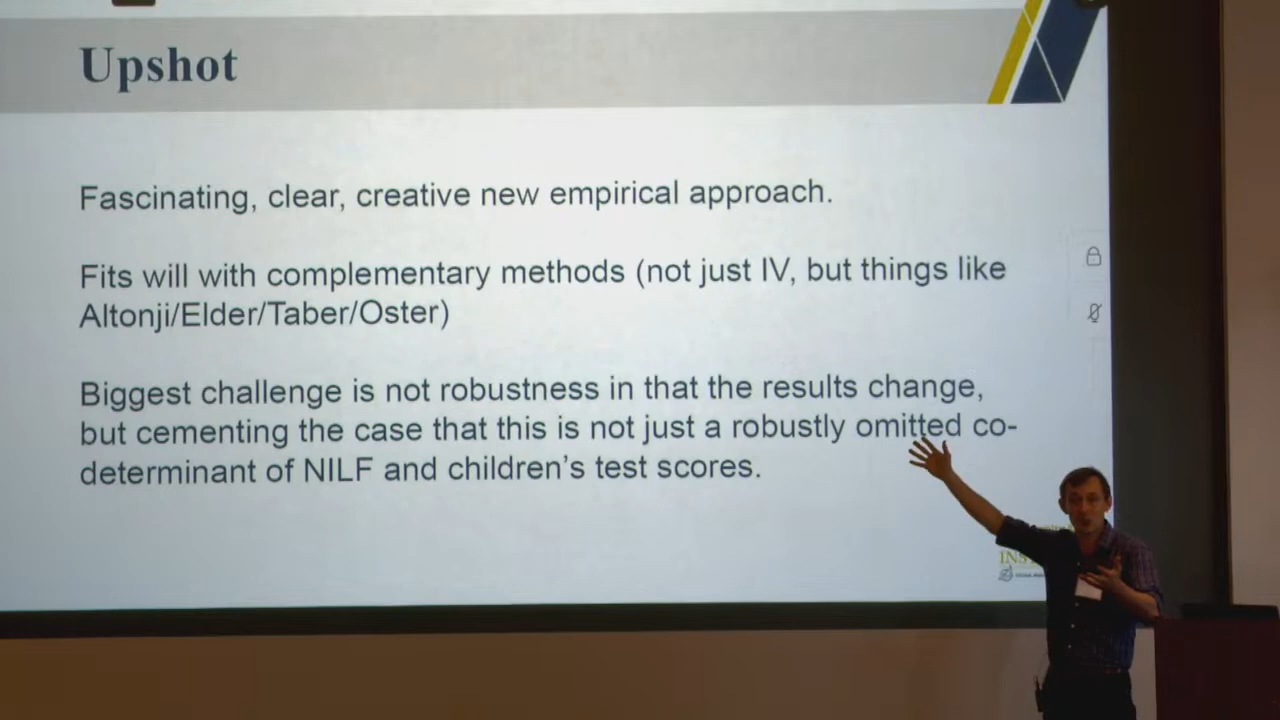 Upshot
Fascinating, clear, creative new empirical approach.
Fits will with complementary methods (not just IV, but things like
Altonji/Elder/Taber/Oster)
Biggest challenge is not robustness in that the results change,
but cementing the case that this is not just a robustly omitted co-
determinant of NILF and children's test scores.